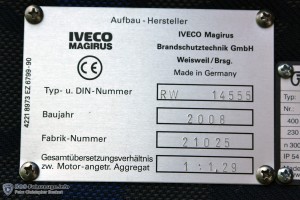 Aufbau - Hersteller
IVECO
MAGIRUS
IVECO Magirus
Brandschutztechnik GmbH
Weisweil/Brsg.
Made in Germany
CE
Typ- u. DIN-Nummer RW 14555
Baujahr 2008
Fabrik-Nummer 21025
Gesamtübersetzungsverhältnis
zw. Motor-angetr. Aggregat 1:1,29
4221 8973 EZ 6799-90
Typ
Nr.
400
230
n 300
IP 54